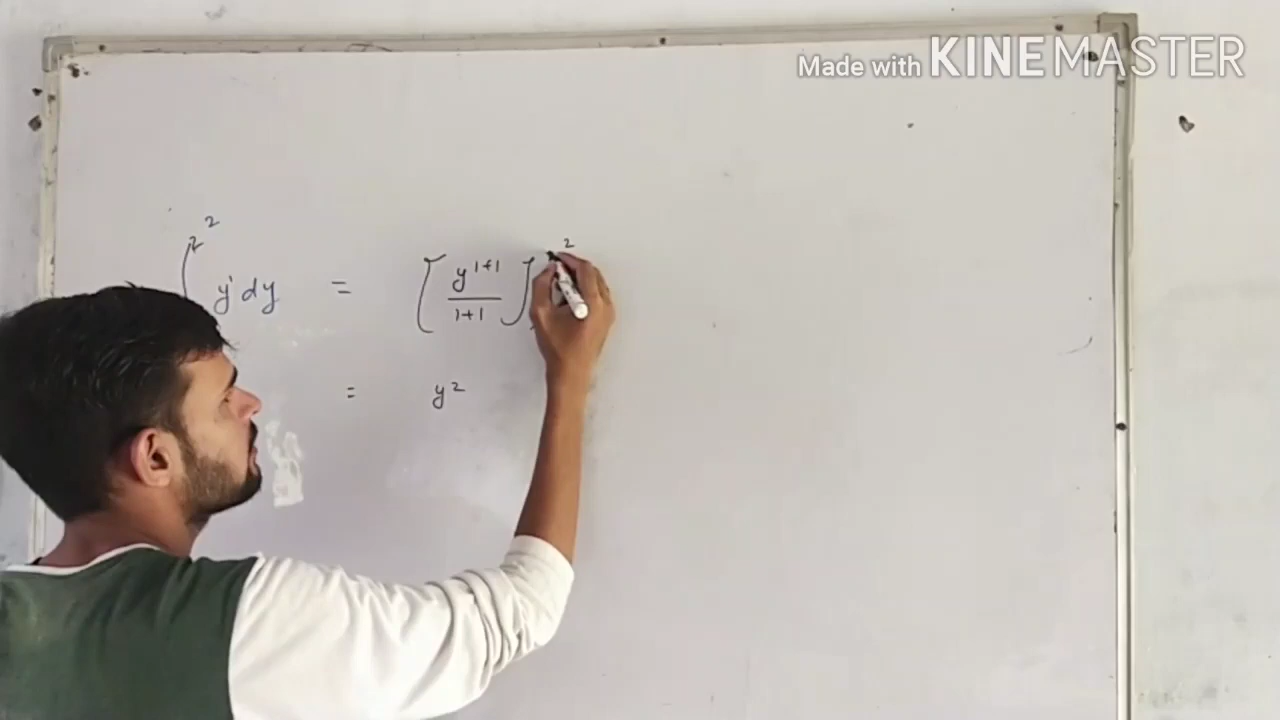 Made with KINEMASTER
∫² y¹ dy = [y¹⁺¹/1+1]²
= y²